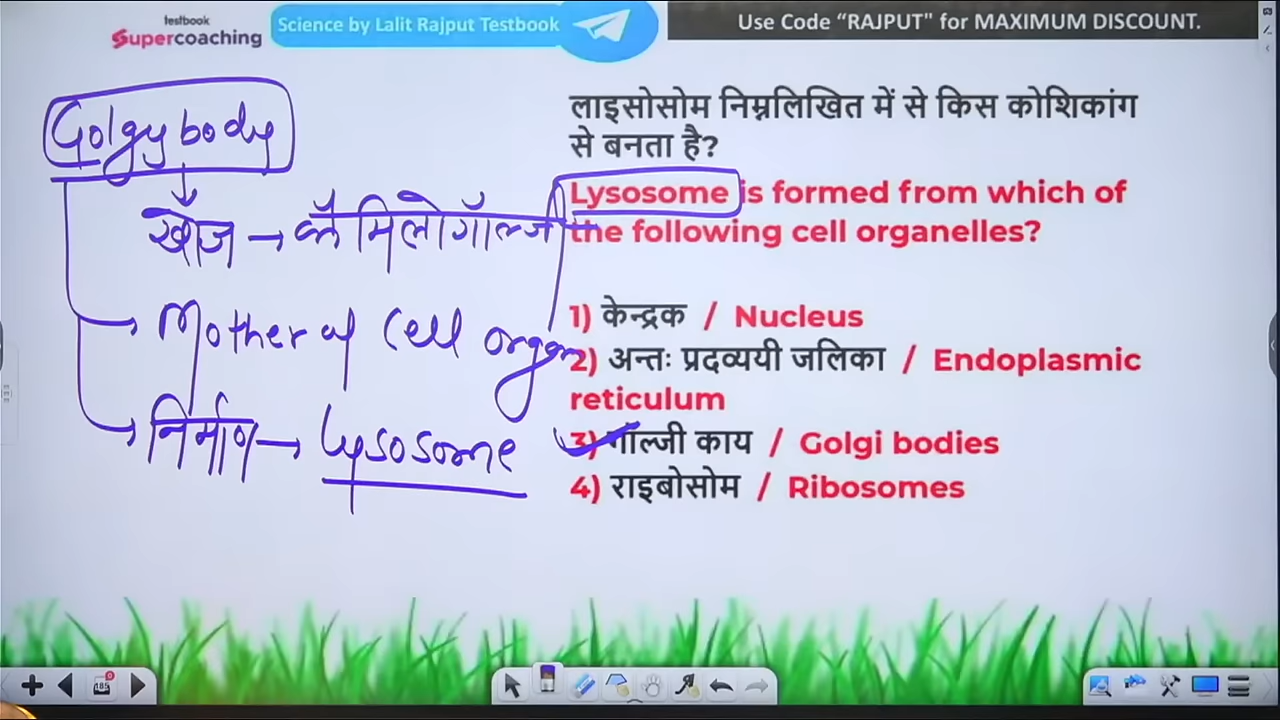 testbook
Supercoaching
Science by Lalit Rajput Testbook
Use Code “RAJPUT" for MAXIMUM DISCOUNT.
Golgy body
खोज → कैमिलो गॉल्जी
Mother of Cell organ
निर्माण → Lysosome
लाइसोसोम निम्नलिखित में से किस कोशिकांग
से बनता है?
Lysosome is formed from which of
the following cell organelles?
1) केन्द्रक / Nucleus
2) अन्तः प्रदव्ययी जलिका / Endoplasmic
reticulum
3) गाल्जी काय / Golgi bodies
4) राइबोसोम / Ribosomes
185